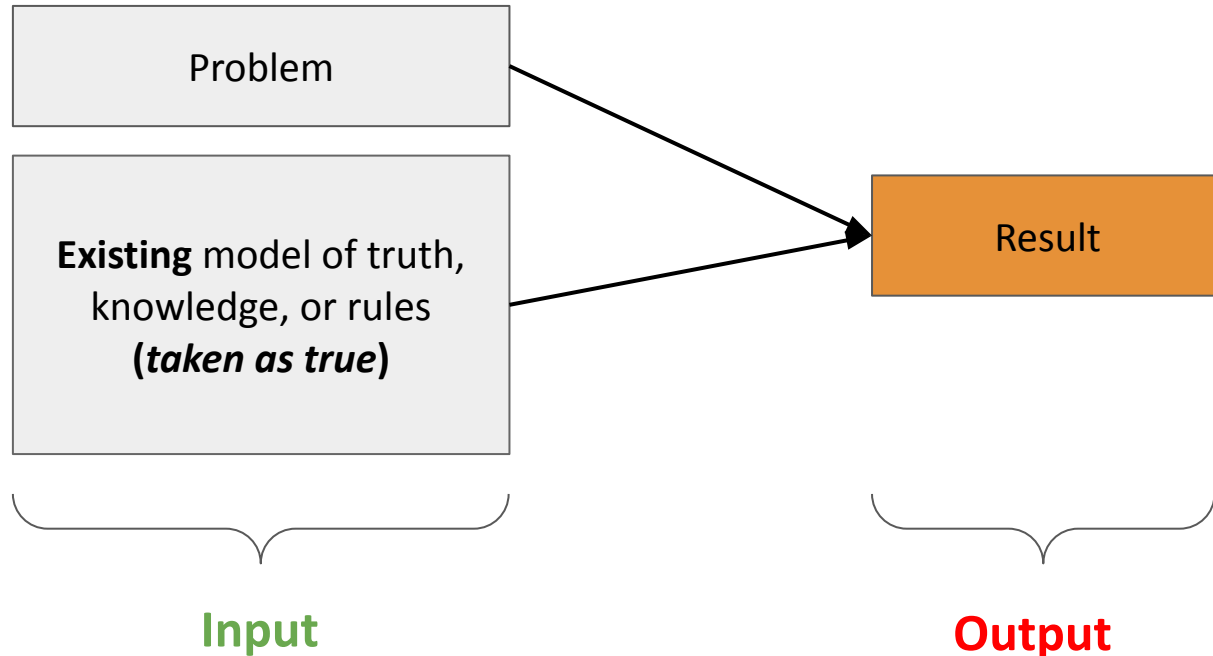 Problem
Existing model of truth,
knowledge, or rules
(taken as true)
Result
Input
Output